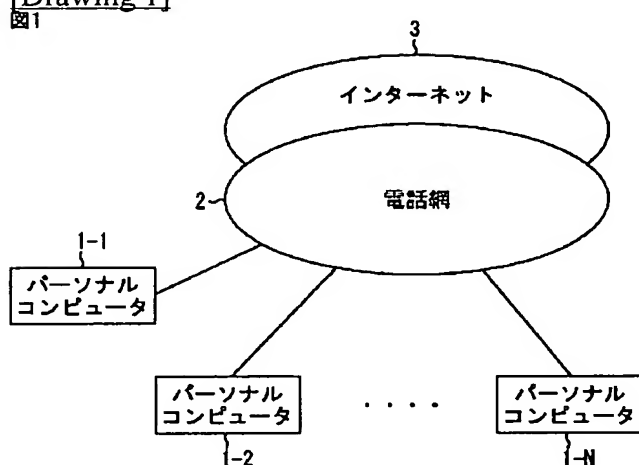 [Drawing 1]
図1
3
インターネット
2
電話網
1-1
パーソナル
コンピュータ
パーソナル
コンピュータ
・・・・
パーソナル
コンピュータ
1-2
1-N